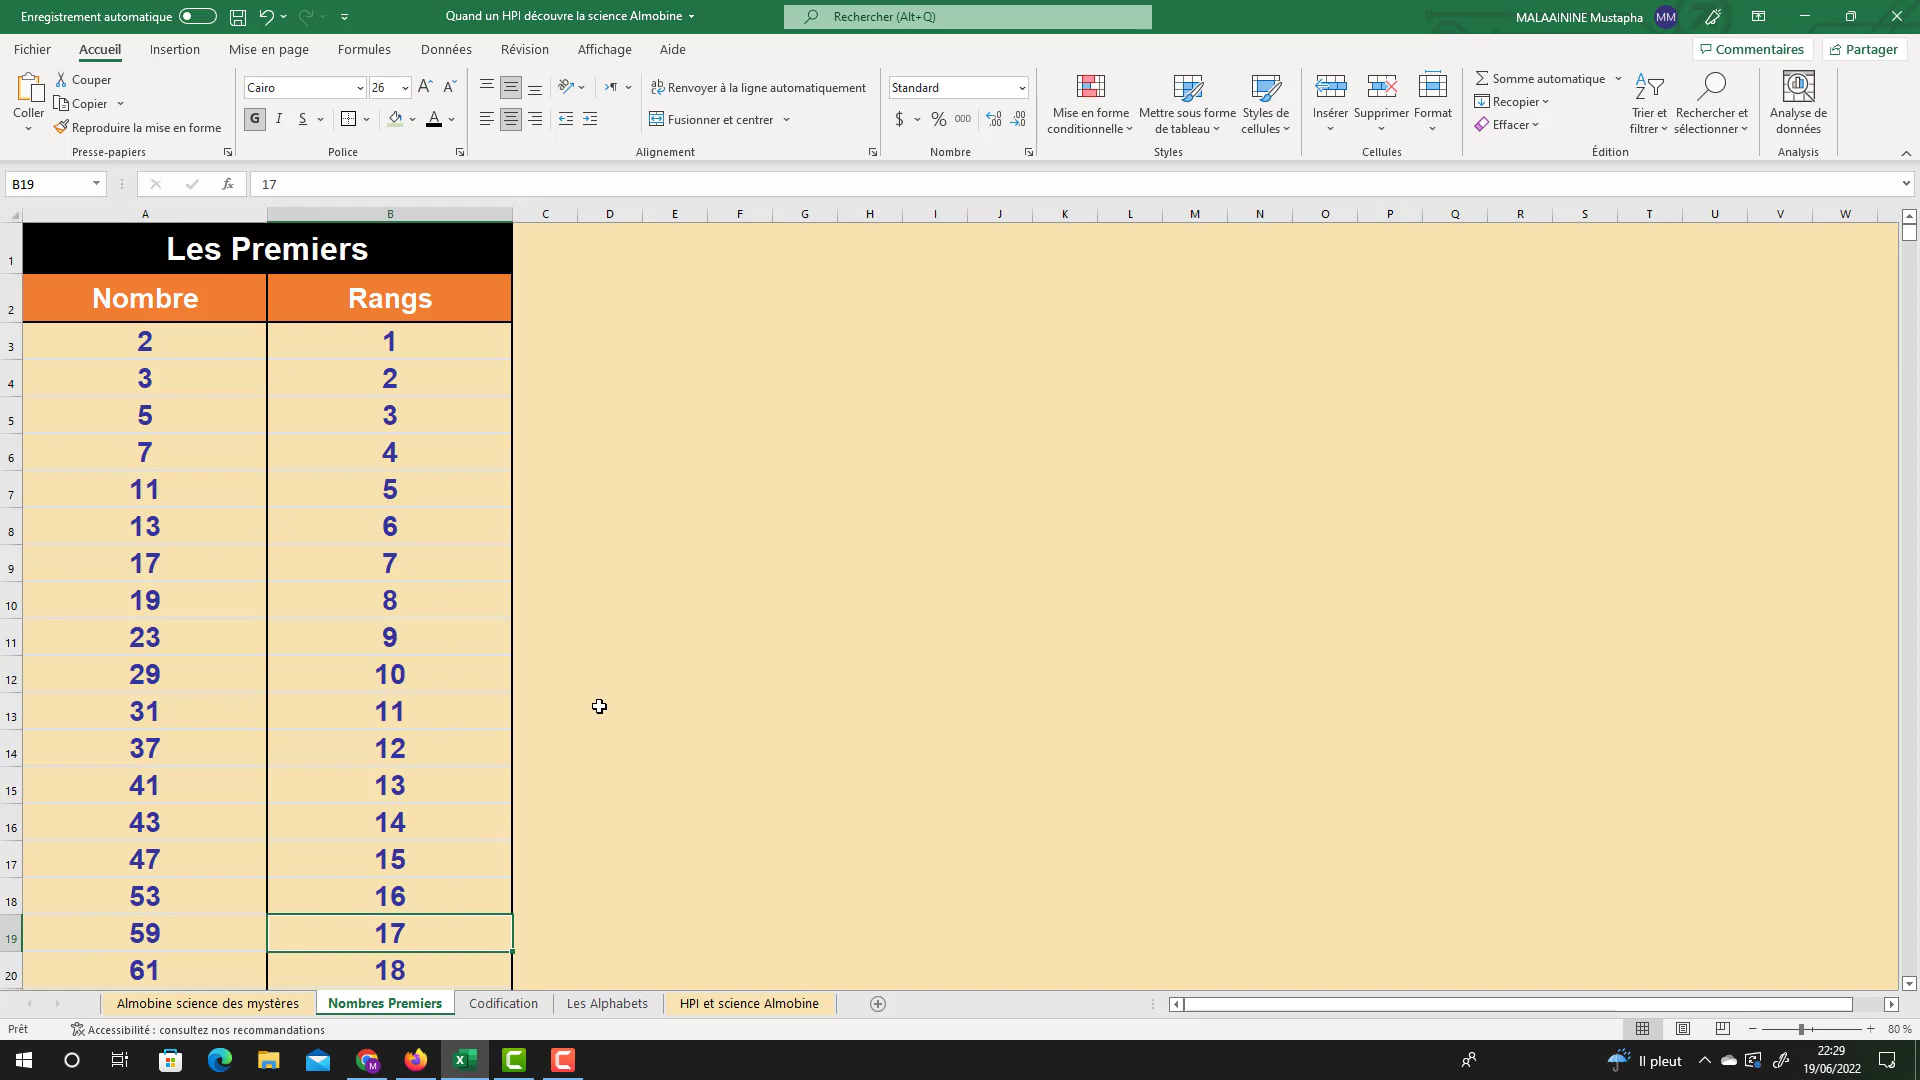 Enregistrement automatique
Quand un HPI découvre la science Almobine
Rechercher (Alt+Q)
MALAAININE Mustapha
MM
Fichier
Accueil
Insertion
Mise en page
Formules
Données
Révision
Affichage
Aide
Commentaires
Partager
Coller
Couper
Copier
Reproduire la mise en forme
Presse-papiers
Cairo
26
G
I
S
Police
Renvoyer à la ligne automatiquement
Fusionner et centrer
Alignement
Standard
$
%
000
Nombre
Mise en forme
conditionnelle
Mettre sous forme
de tableau
Styles de
cellules
Styles
Insérer
Supprimer
Format
Cellules
Somme automatique
Recopier
Effacer
Trier et
filtrer
Rechercher et
sélectionner
Édition
Analyse de
données
Analysis
B19
fx
17
A B C D E F G H I J K L M N O P Q R S T U V W
1 Les Premiers
2 Nombre Rangs
3 2 1
4 3 2
5 5 3
6 7 4
7 11 5
8 13 6
9 17 7
10 19 8
11 23 9
12 29 10
13 31 11
14 37 12
15 41 13
16 43 14
17 47 15
18 53 16
19 59 17
20 61 18
Almobine science des mystères
Nombres Premiers
Codification
Les Alphabets
HPI et science Almobine
Prêt
Accessibilité : consultez nos recommandations
80 %
Il pleut
22:29
19/06/2022